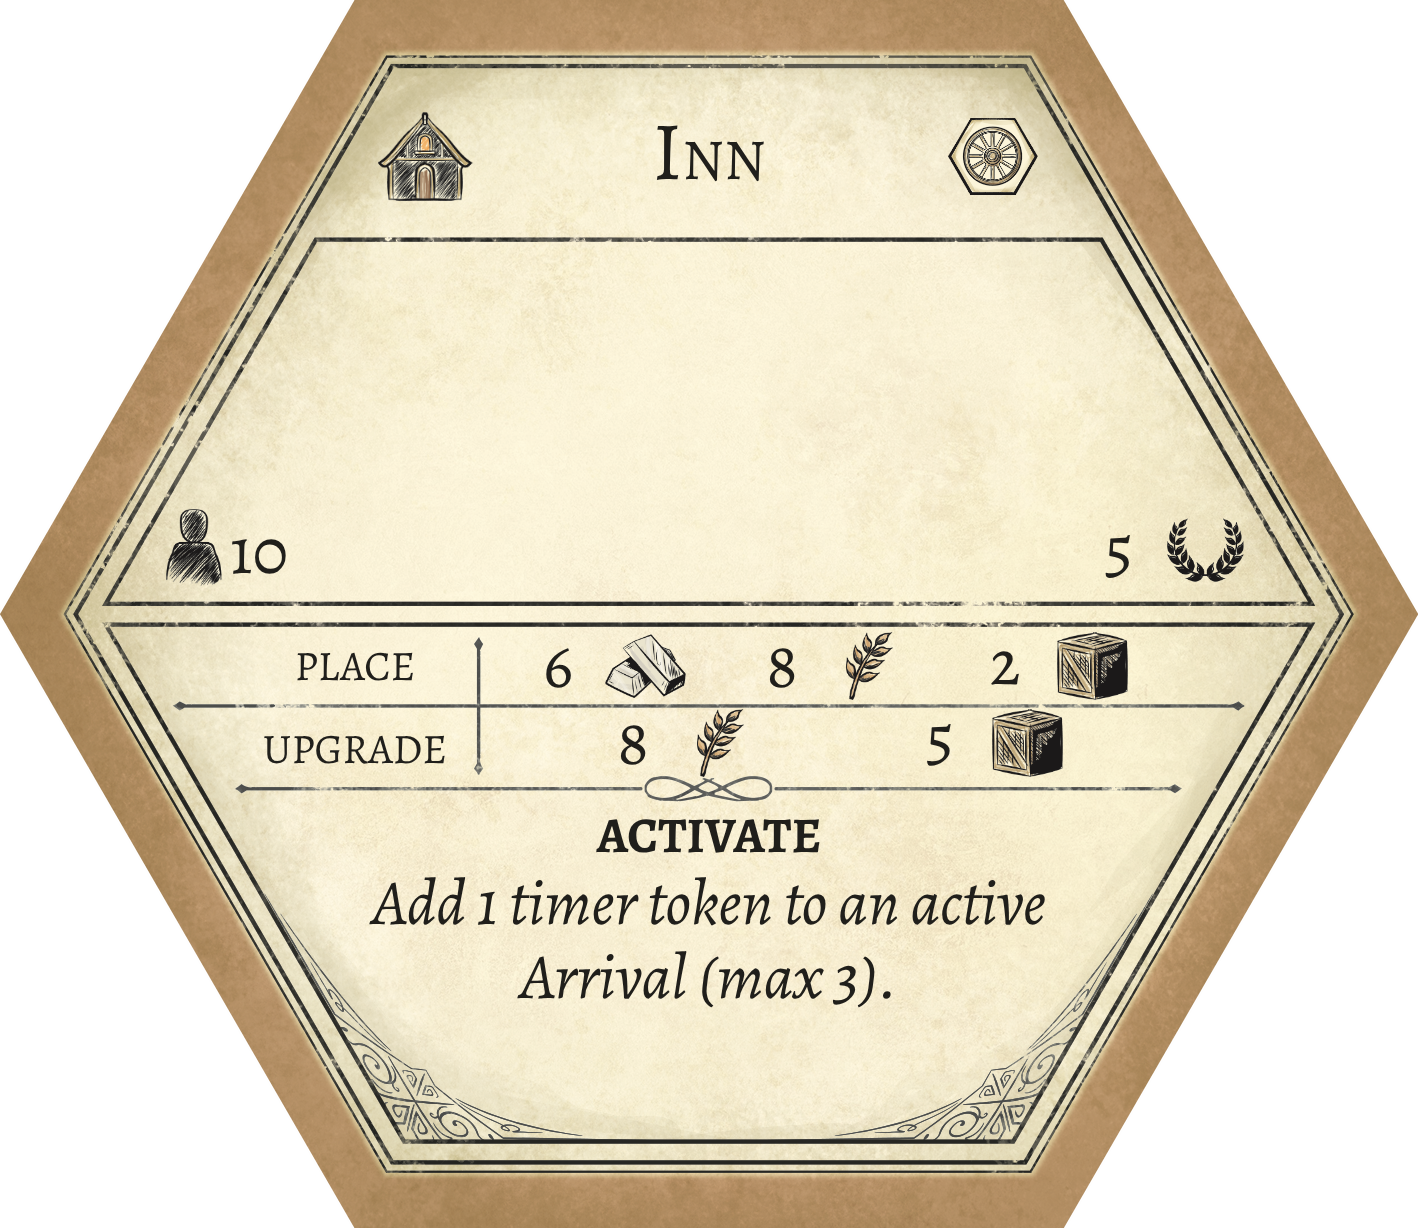 Inn
10
5
PLACE 6 8 2
UPGRADE 8 5
ACTIVATE
Add 1 timer token to an active
Arrival (max 3).